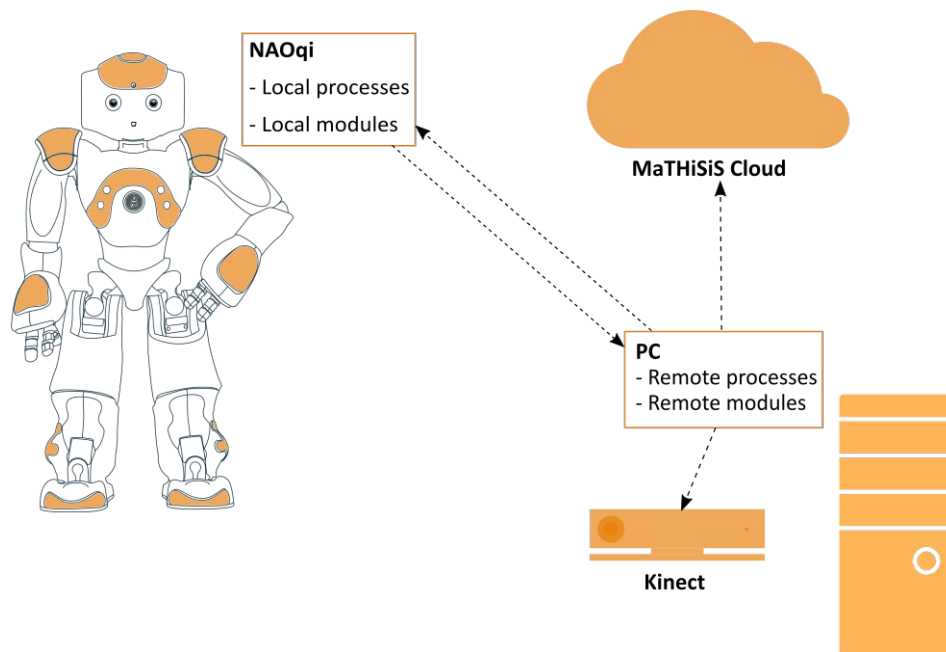 NAOqi
- Local processes
- Local modules
MaTHiSiS Cloud
PC
- Remote processes
- Remote modules
Kinect